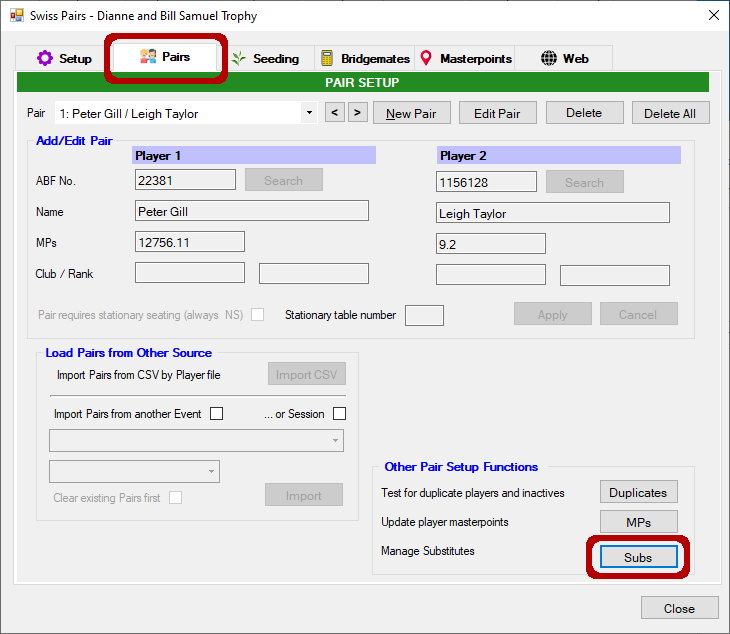 Swiss Pairs - Dianne and Bill Samuel Trophy
Setup Pairs Seeding Bridgemates Masterpoints Web
PAIR SETUP
Pair 1: Peter Gill / Leigh Taylor < > New Pair Edit Pair Delete Delete All
Add/Edit Pair
Player 1 Player 2
ABF No. 22381 Search 1156128 Search
Name Peter Gill Leigh Taylor
MPs 12756.11 9.2
Club / Rank
Pair requires stationary seating (always NS) Stationary table number Apply Cancel
Load Pairs from Other Source
Import Pairs from CSV by Player file Import CSV
Import Pairs from another Event ... or Session
Clear existing Pairs first Import
Other Pair Setup Functions
Test for duplicate players and inactives Duplicates
Update player masterpoints MPs
Manage Substitutes Subs
Close